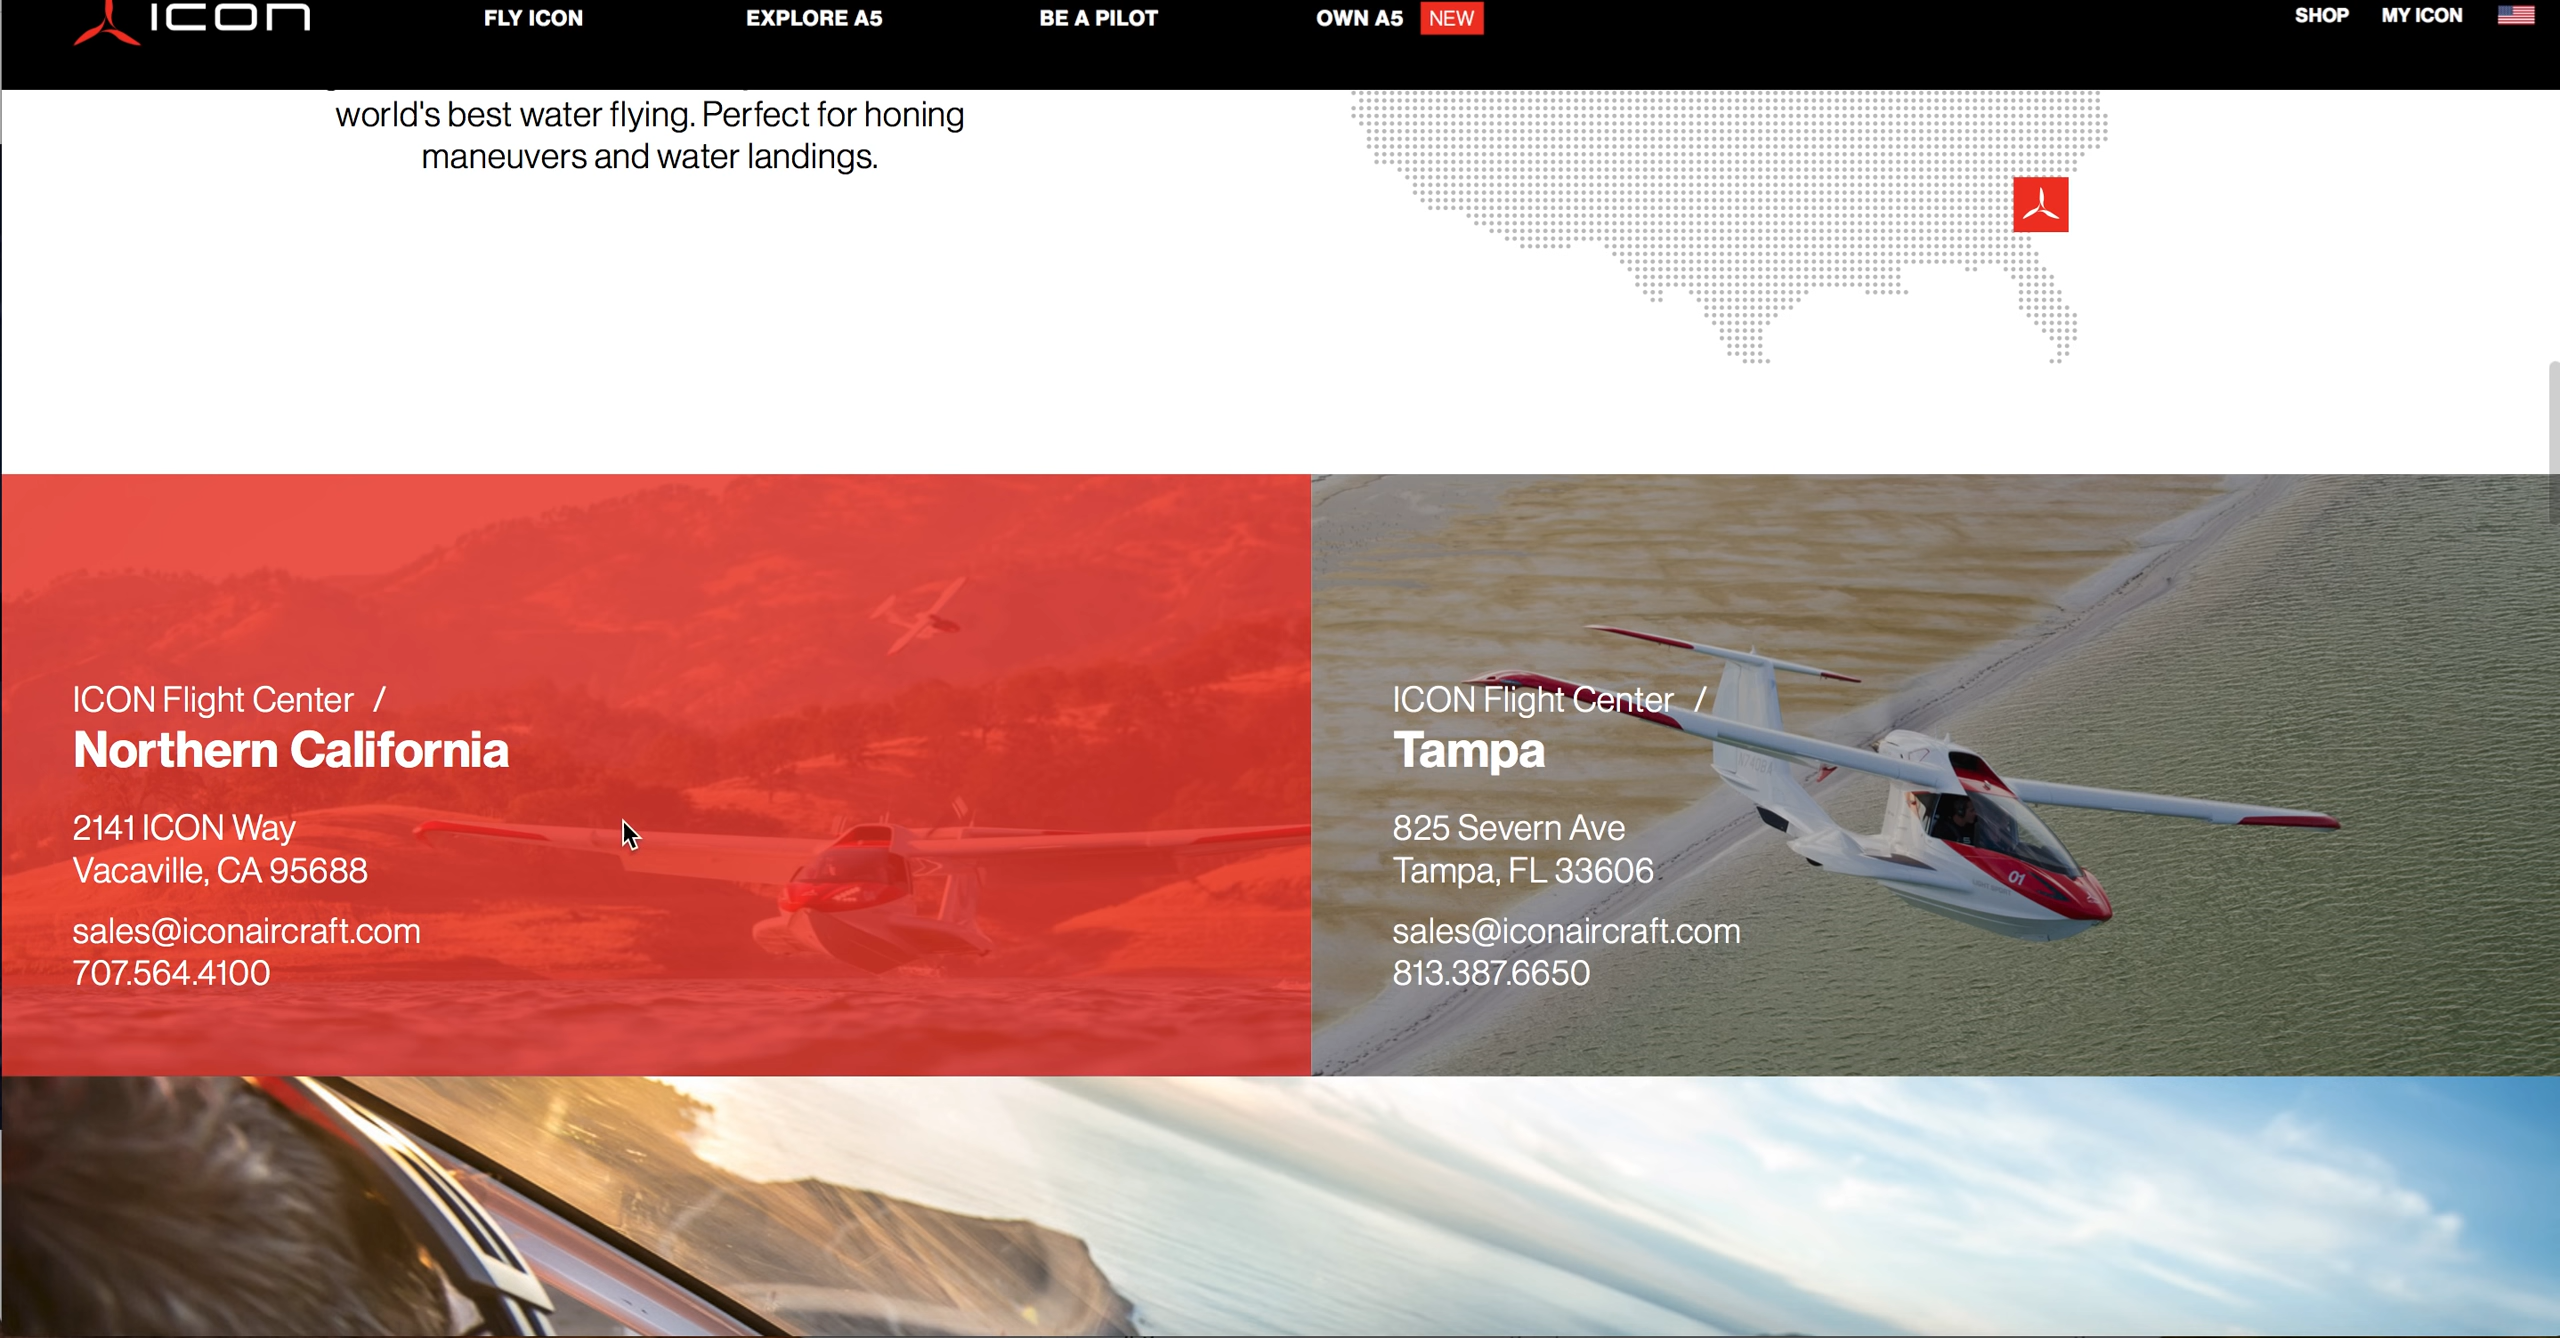 ICON
FLY ICON
EXPLORE A5
BE A PILOT
OWN A5 NEW
SHOP
MY ICON
world's best water flying. Perfect for honing
maneuvers and water landings.
ICON Flight Center /
Northern California
2141 ICON Way
Vacaville, CA 95688
sales@iconaircraft.com
707.564.4100
ICON Flight Center /
Tampa
825 Severn Ave
Tampa, FL 33606
sales@iconaircraft.com
813.387.6650
01